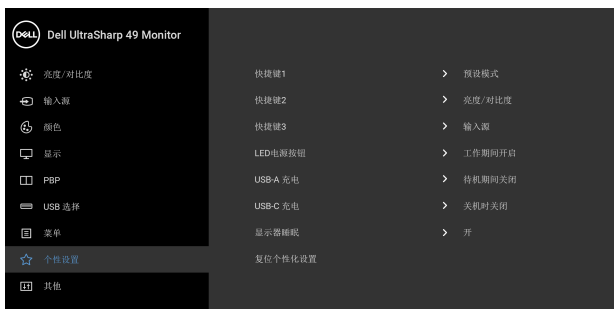 DELL Dell UltraSharp 49 Monitor
亮度/对比度 快捷键1 预设模式
输入源 快捷键2 亮度/对比度
颜色 快捷键3 输入源
显示 LED电源按钮 工作期间开启
PBP USB-A 充电 待机期间关闭
USB 选择 USB-C 充电 关机时关闭
菜单 显示器睡眠 开
个性设置 复位个性化设置
其他